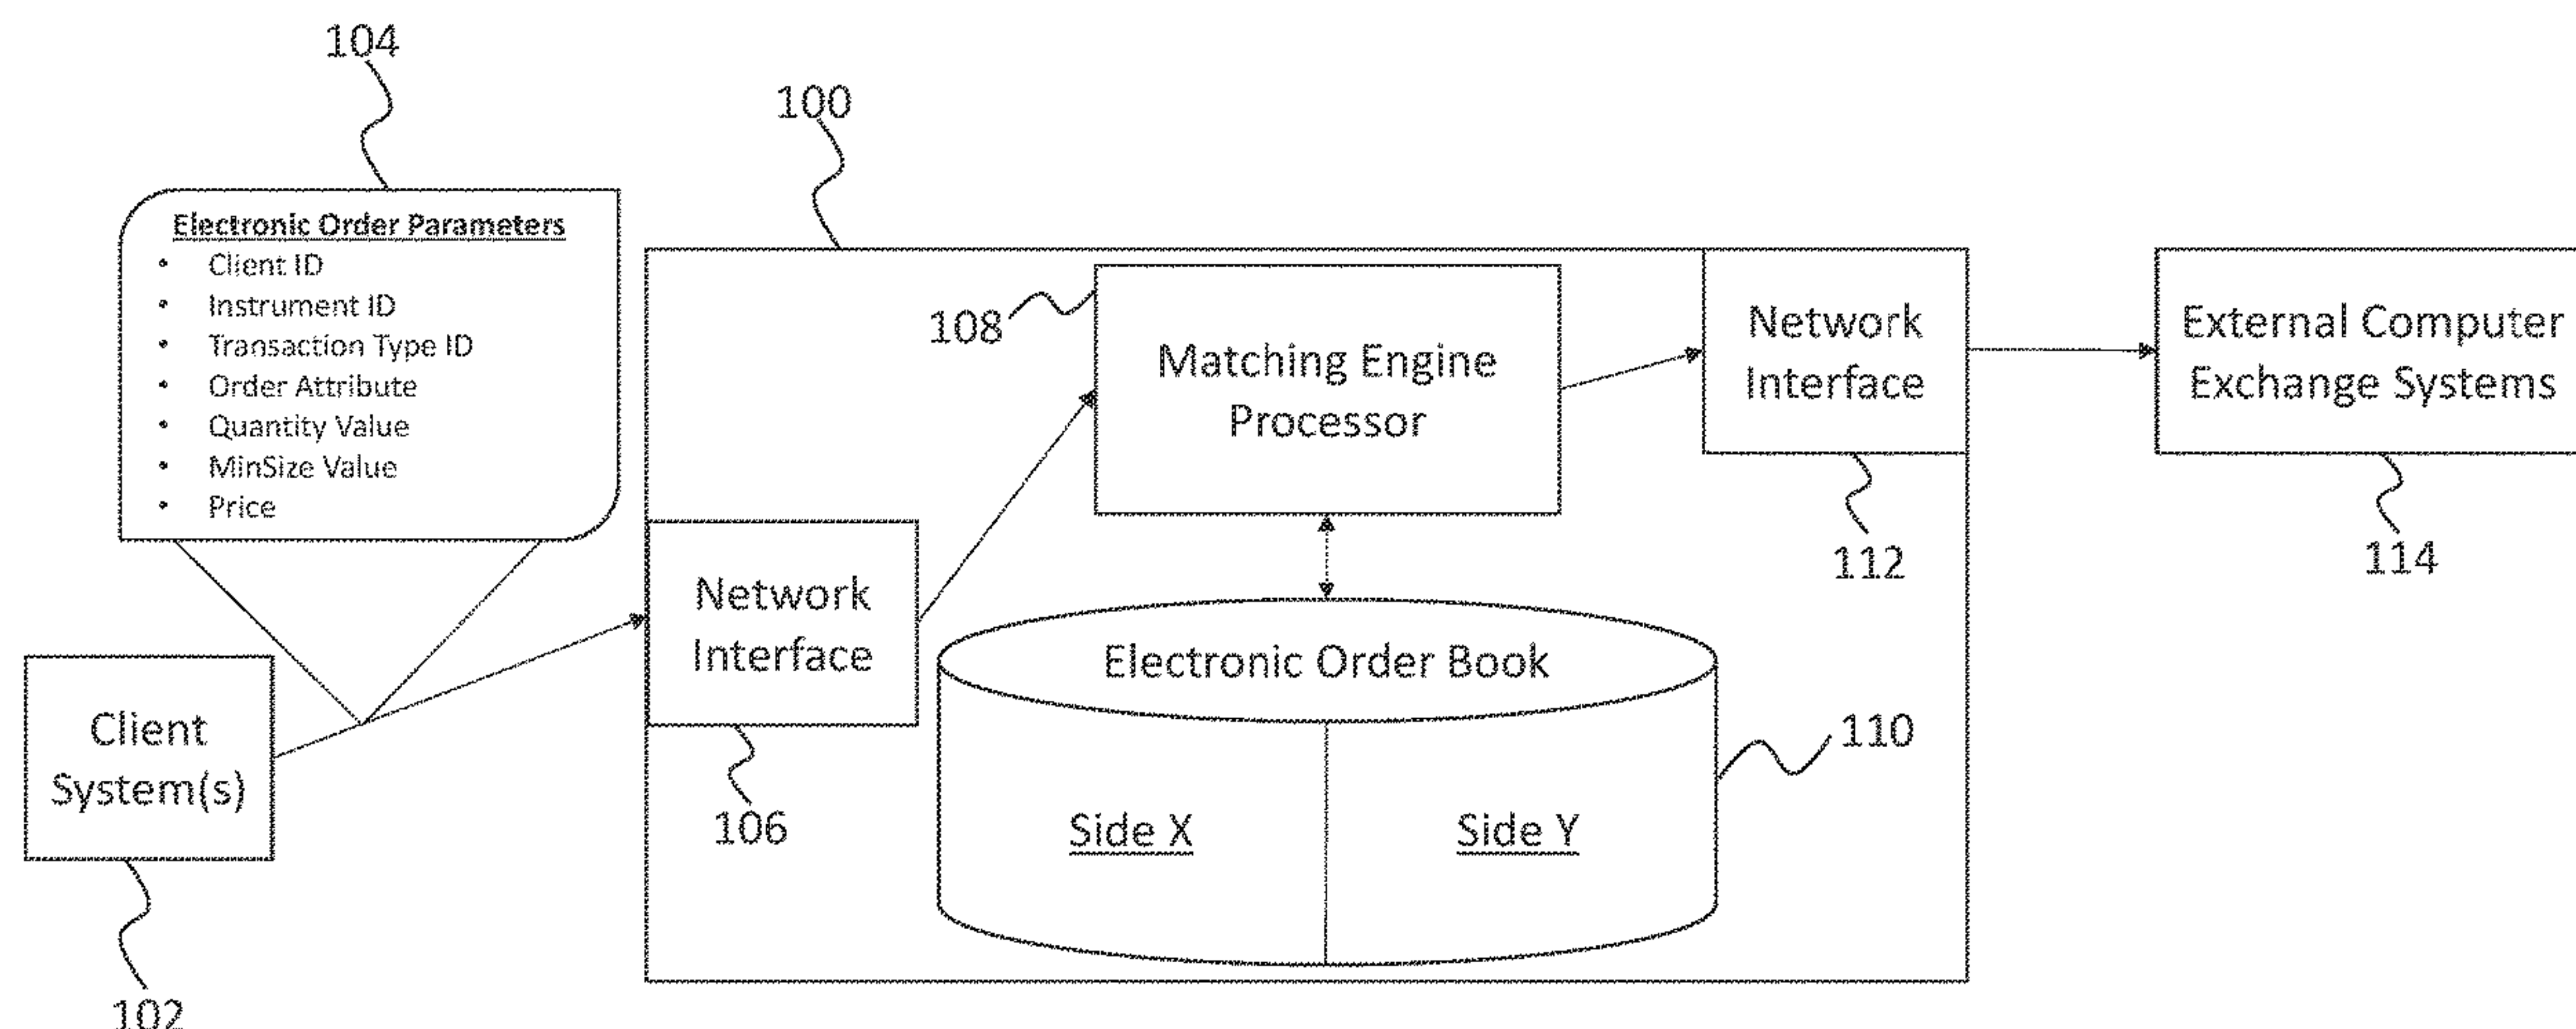 104
100
Electronic Order Parameters
• Client ID
• Instrument ID
• Transaction Type ID
• Order Attribute
• Quantity Value
• MinSize Value
• Price
108
Matching Engine
Processor
Network
Interface
External Computer
Exchange Systems
112
114
Network
Interface
106
Electronic Order Book
Side X
Side Y
110
Client
System(s)
102